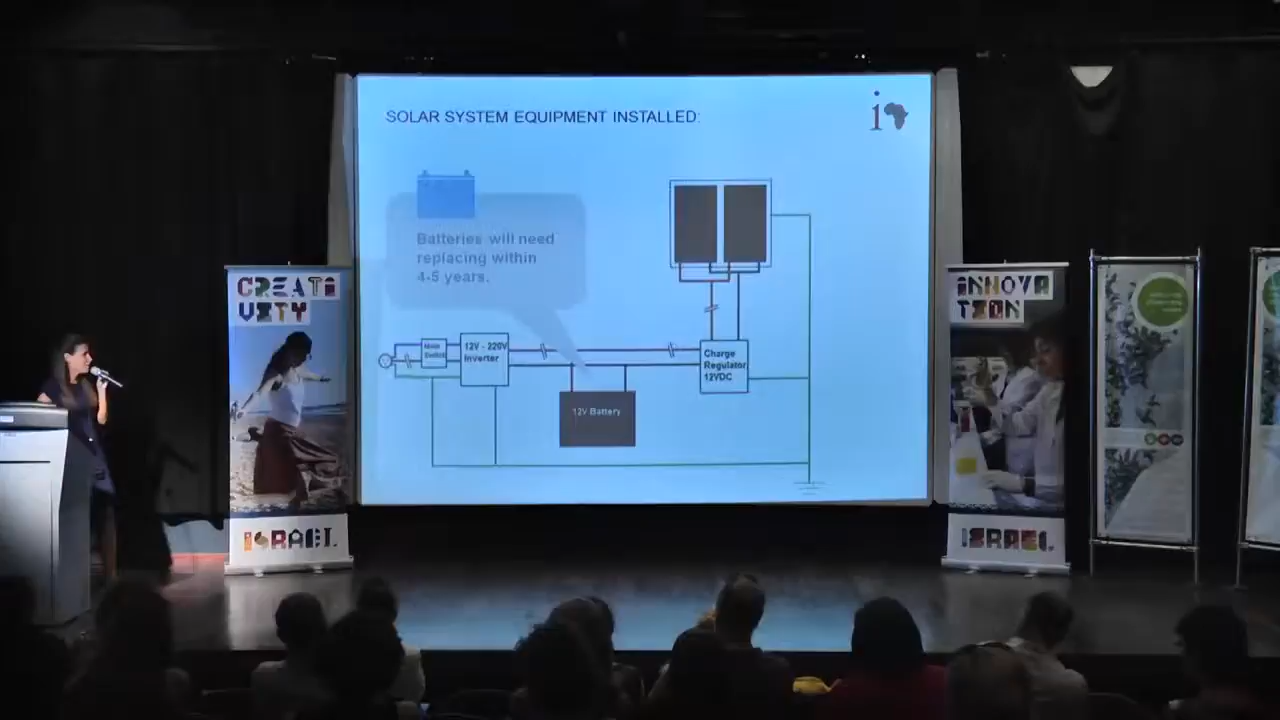 SOLAR SYSTEM EQUIPMENT INSTALLED:
i
Batteries will need
replacing within
4-5 years.
Main
Switch
12V - 220V
Inverter
Charge
Regulator
12VDC
12V Battery
CREATI
VITY
ISRAEL
INNOVA
TION
ISRAEL